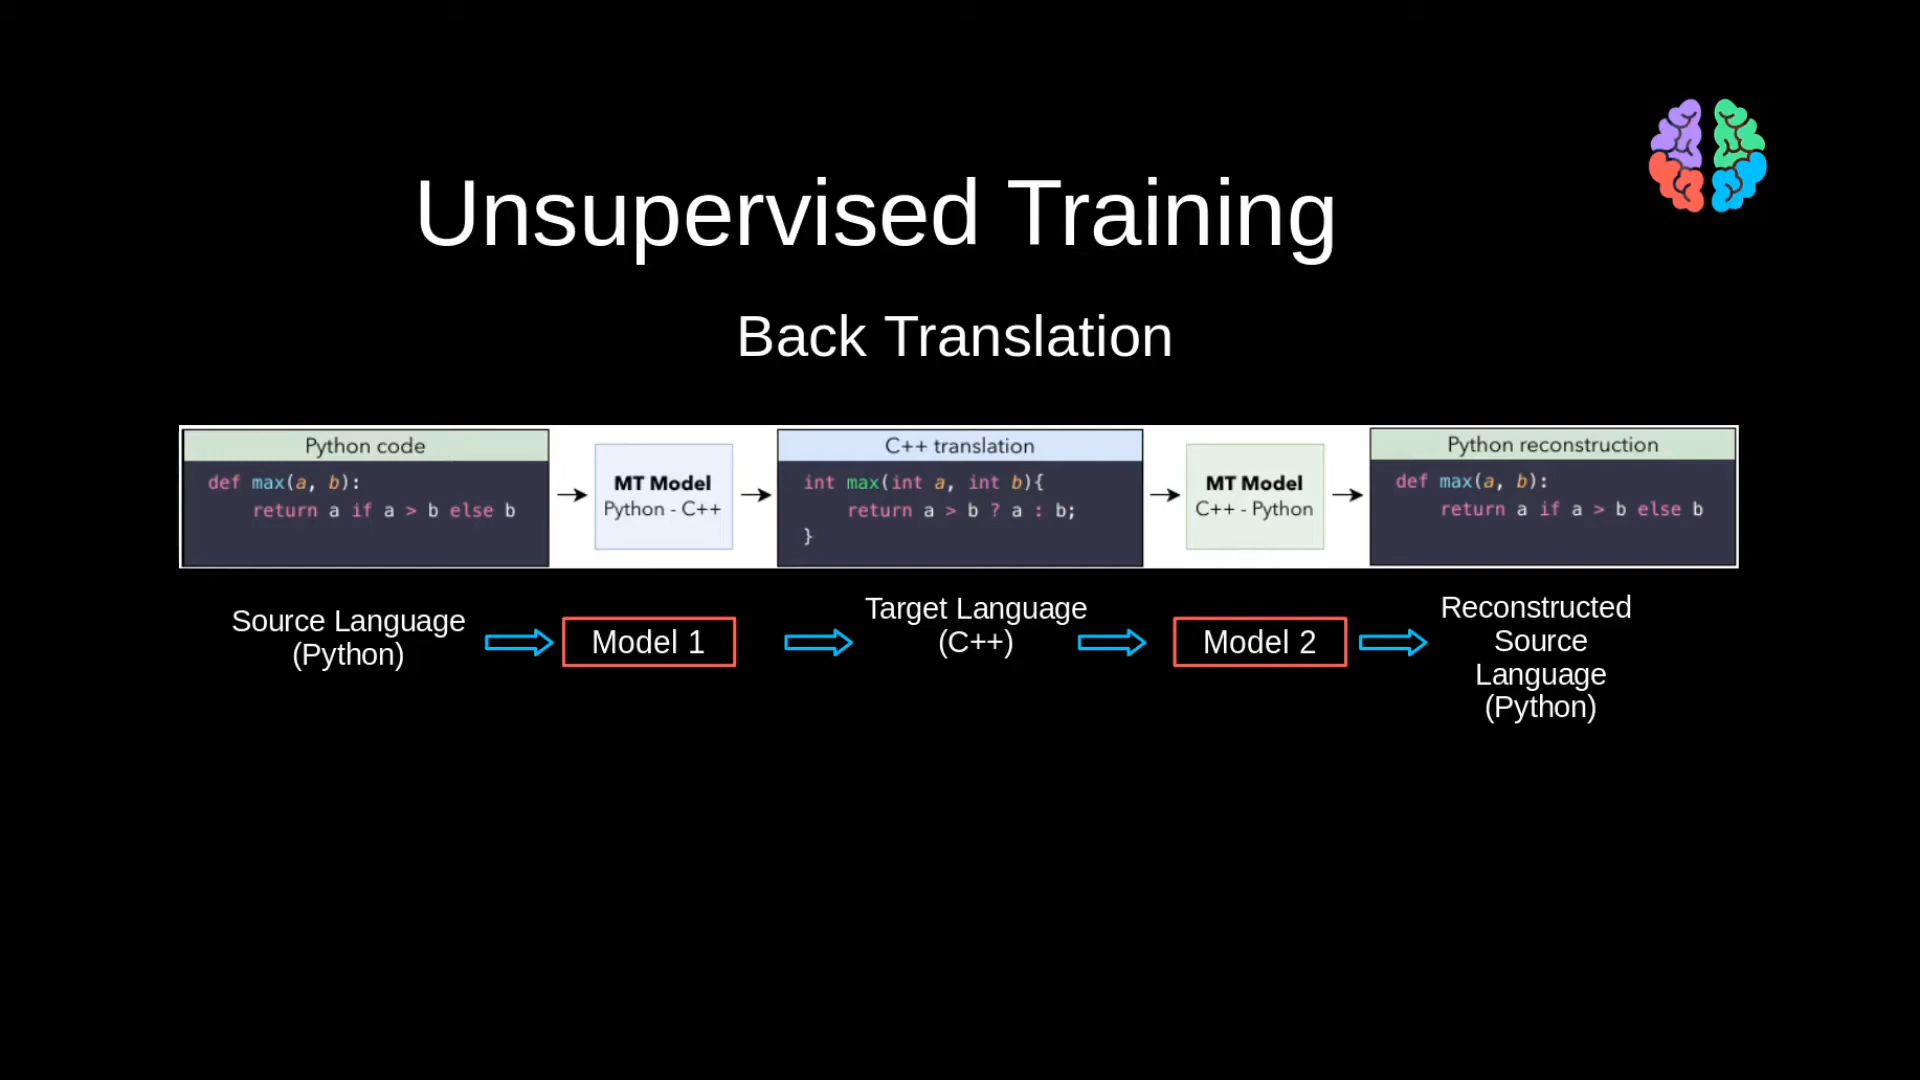 Unsupervised Training
Back Translation
Python code
def max(a, b):
    return a if a > b else b
MT Model
Python - C++
C++ translation
int max(int a, int b){
    return a > b ? a : b;
}
MT Model
C++ - Python
Python reconstruction
def max(a, b):
    return a if a > b else b
Source Language
(Python)
Model 1
Target Language
(C++)
Model 2
Reconstructed
Source
Language
(Python)